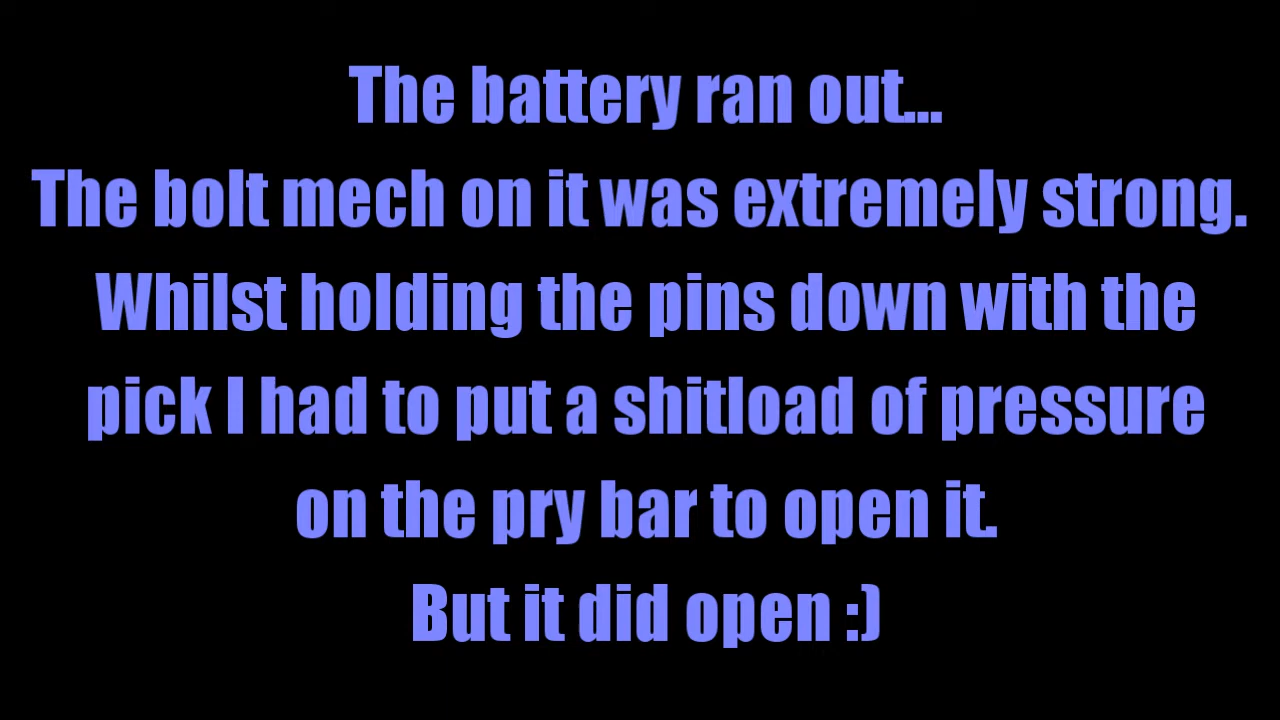 The battery ran out...
The bolt mech on it was extremely strong.
Whilst holding the pins down with the
pick I had to put a shitload of pressure
on the pry bar to open it.
But it did open :)